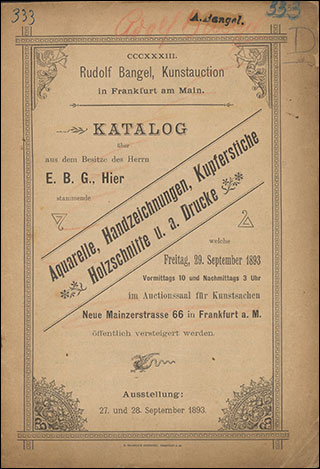 333
A. Bangel.
333
D
CCCXXXIII.
Rudolf Bangel, Kunstauction
in Frankfurt am Main.
KATALOG
über
aus dem Besitze des Herrn
E. B. G., Hier
stammende
Aquarelle, Handzeichnungen, Kupferstiche
Holzschnitte u. a. Drucke
welche
Freitag, 29. September 1893
Vormittags 10 und Nachmittags 3 Uhr
im Auctionssaal für Kunstsachen
Neue Mainzerstrasse 66 in Frankfurt a. M.
öffentlich versteigert werden.
Ausstellung:
27. und 28. September 1893.